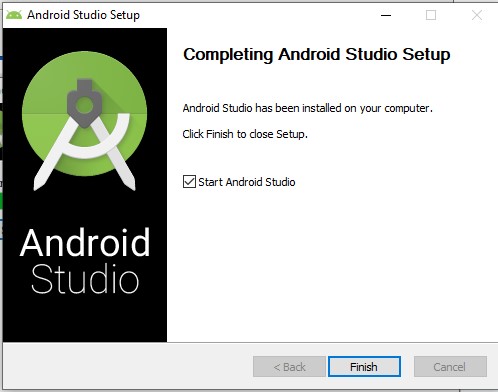 Android Studio Setup
Completing Android Studio Setup
Android Studio has been installed on your computer.
Click Finish to close Setup.
Start Android Studio
Android
Studio
< Back
Finish
Cancel